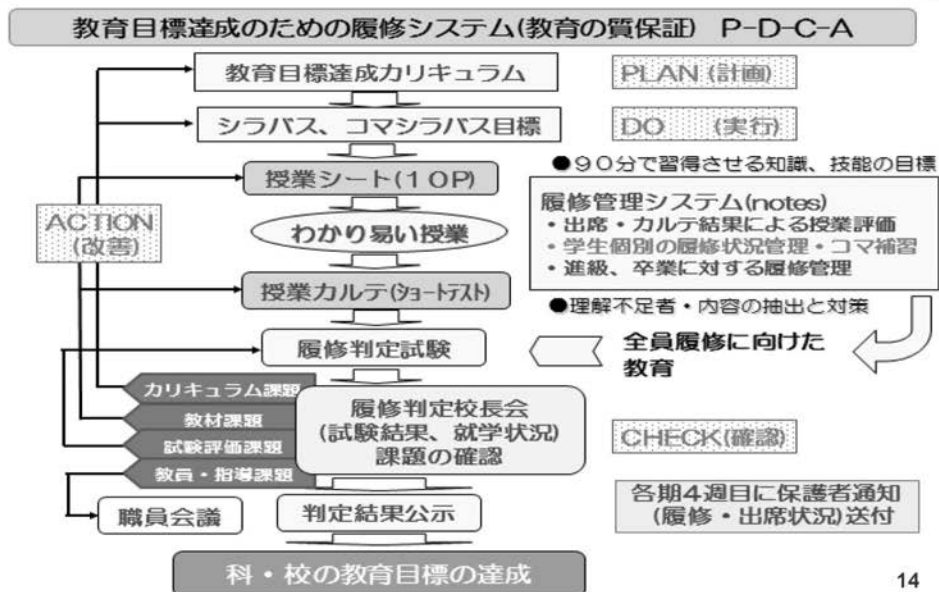 教育目標達成のための履修システム(教育の質保証) P-D-C-A
教育目標達成カリキュラム
PLAN (計画)
シラバス、コマシラバス目標
DO (実行)
●90分で習得させる知識、技能の目標
授業シート(10P)
履修管理システム(notes)
・出席・カルテ結果による授業評価
・学生個別の履修状況管理・コマ補習
・進級、卒業に対する履修管理
ACTION
(改善)
わかり易い授業
授業カルテ(ショートテスト)
●理解不足者・内容の抽出と対策
履修判定試験
全員履修に向けた
教育
カリキュラム課題
教材課題
試験評価課題
教員・指導課題
履修判定校長会
(試験結果、就学状況)
課題の確認
CHECK(確認)
職員会議
判定結果公示
各期4週目に保護者通知
(履修・出席状況)送付
科・校の教育目標の達成
14